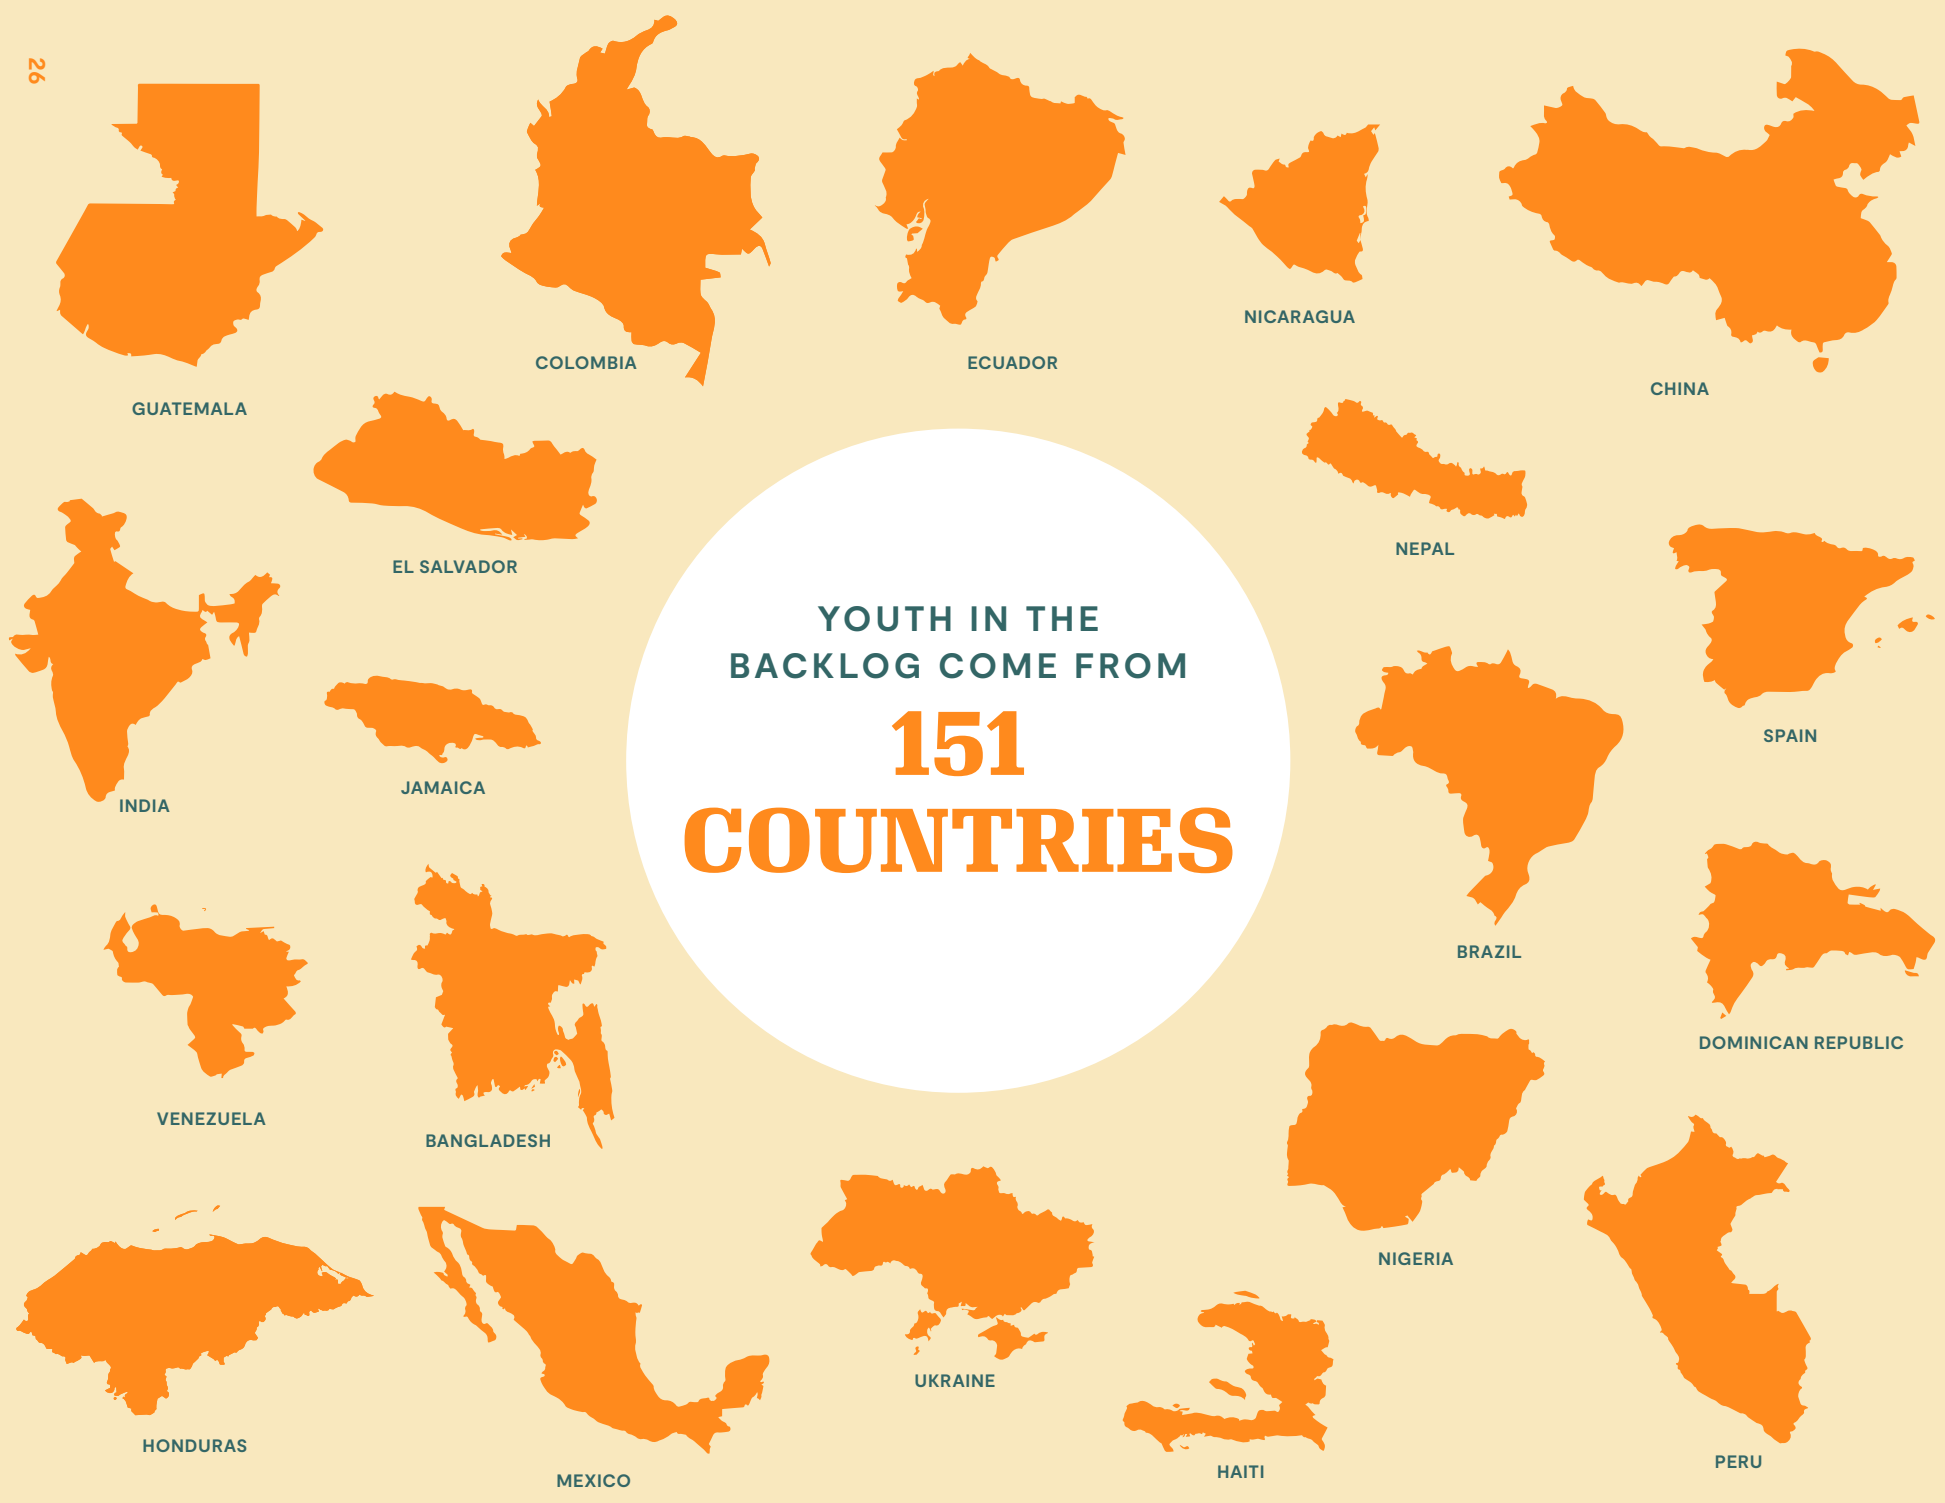 26
GUATEMALA
COLOMBIA
ECUADOR
NICARAGUA
CHINA
EL SALVADOR
NEPAL
INDIA
JAMAICA
YOUTH IN THE
BACKLOG COME FROM
151
COUNTRIES
SPAIN
BRAZIL
DOMINICAN REPUBLIC
VENEZUELA
BANGLADESH
NIGERIA
HONDURAS
MEXICO
UKRAINE
HAITI
PERU